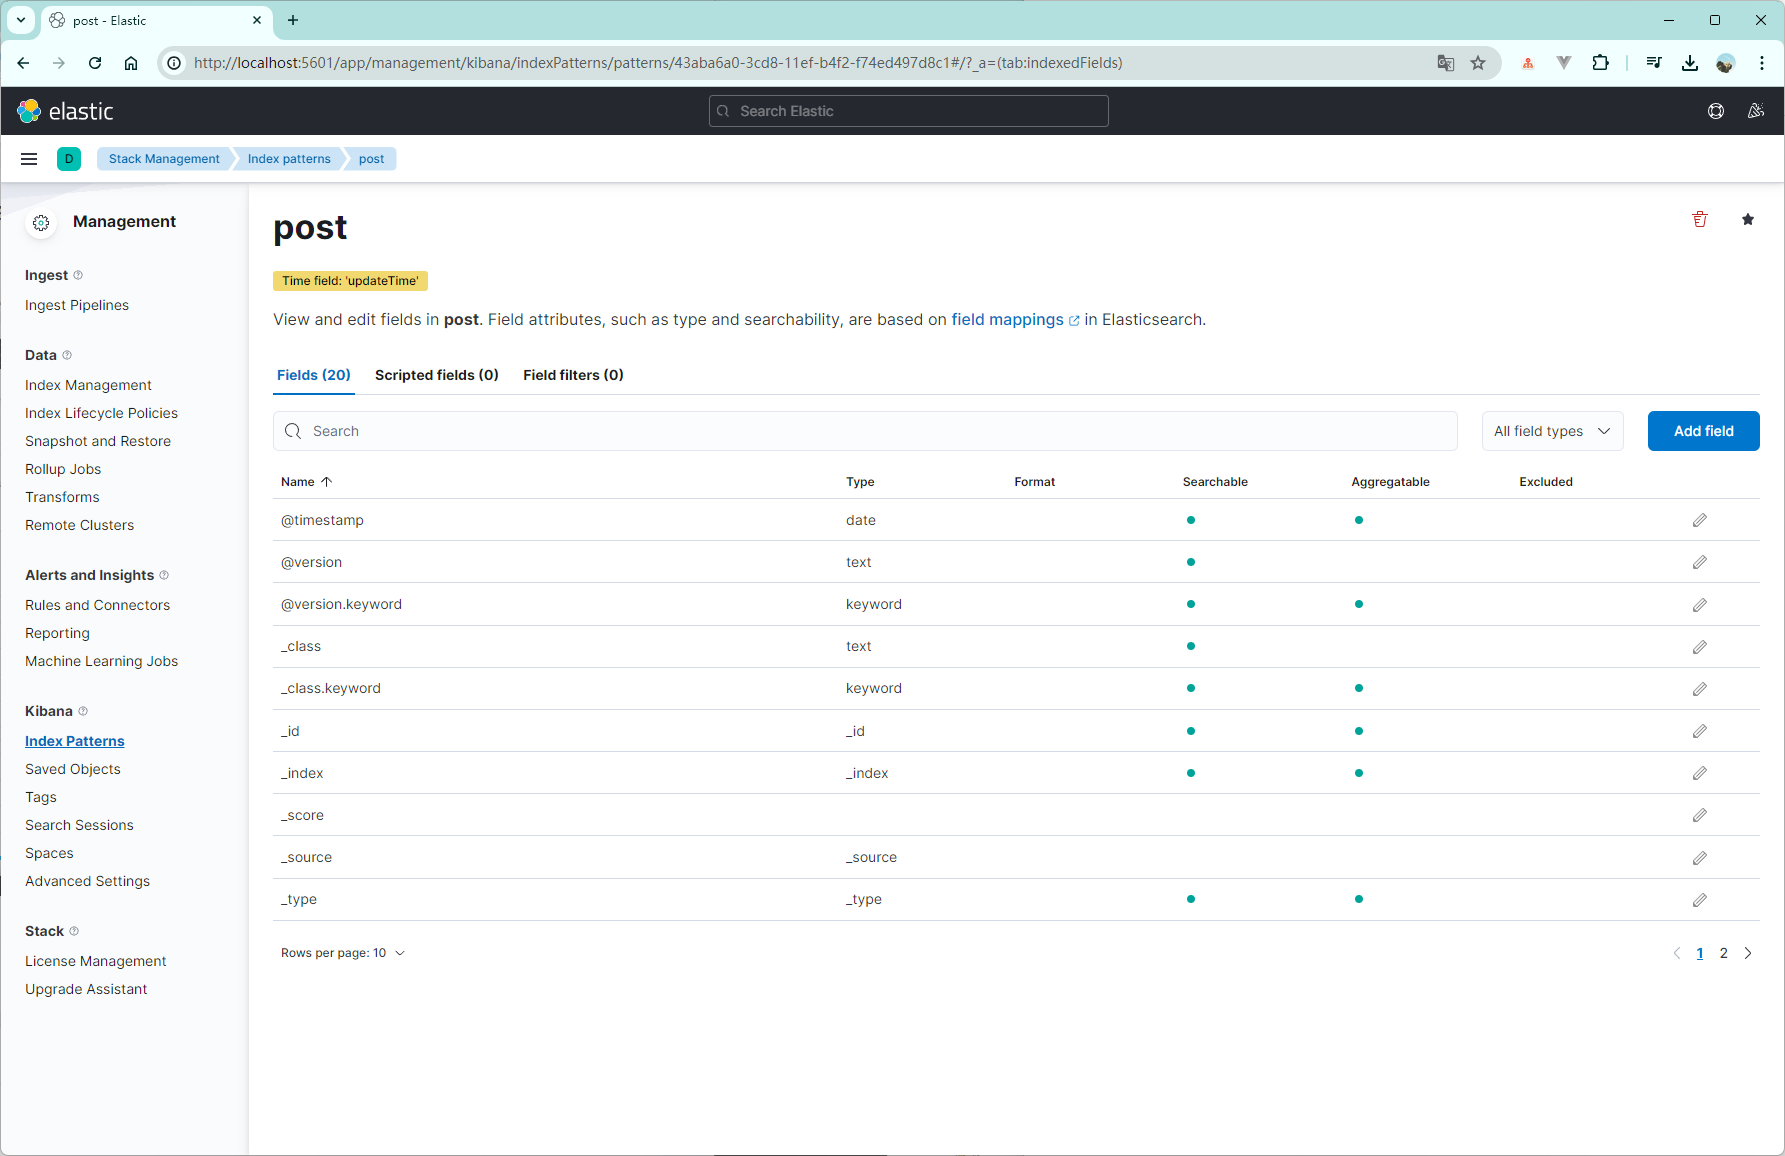 post - Elastic
http://localhost:5601/app/management/kibana/indexPatterns/patterns/43aba6a0-3cd8-11ef-b4f2-f74ed497d8c1#/?_a=(tab:indexedFields)
elastic
Search Elastic
D
Stack Management
Index patterns
post
Management
Ingest
Ingest Pipelines
Data
Index Management
Index Lifecycle Policies
Snapshot and Restore
Rollup Jobs
Transforms
Remote Clusters
Alerts and Insights
Rules and Connectors
Reporting
Machine Learning Jobs
Kibana
Index Patterns
Saved Objects
Tags
Search Sessions
Spaces
Advanced Settings
Stack
License Management
Upgrade Assistant
post
Time field: 'updateTime'
View and edit fields in post. Field attributes, such as type and searchability, are based on field mappings in Elasticsearch.
Fields (20) Scripted fields (0) Field filters (0)
Search
All field types
Add field
Name Type Format Searchable Aggregatable Excluded
@timestamp date
@version text
@version.keyword keyword
_class text
_class.keyword keyword
_id _id
_index _index
_score
_source _source
_type _type
Rows per page: 10
1 2